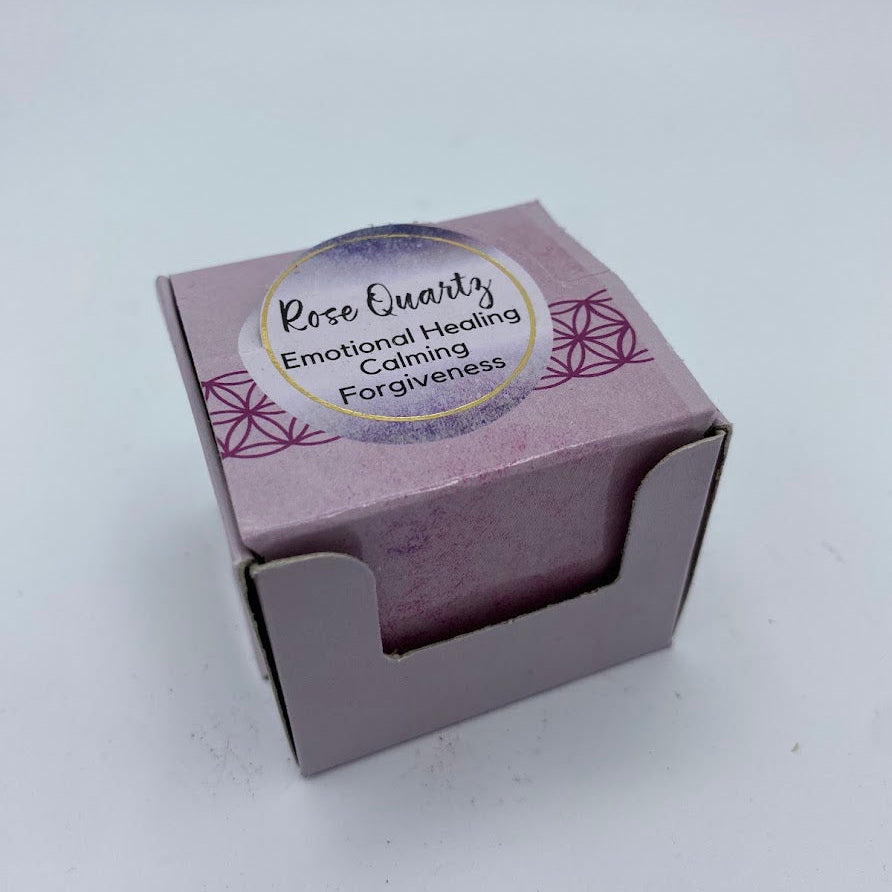 Rose Quartz
Emotional Healing
Calming
Forgiveness